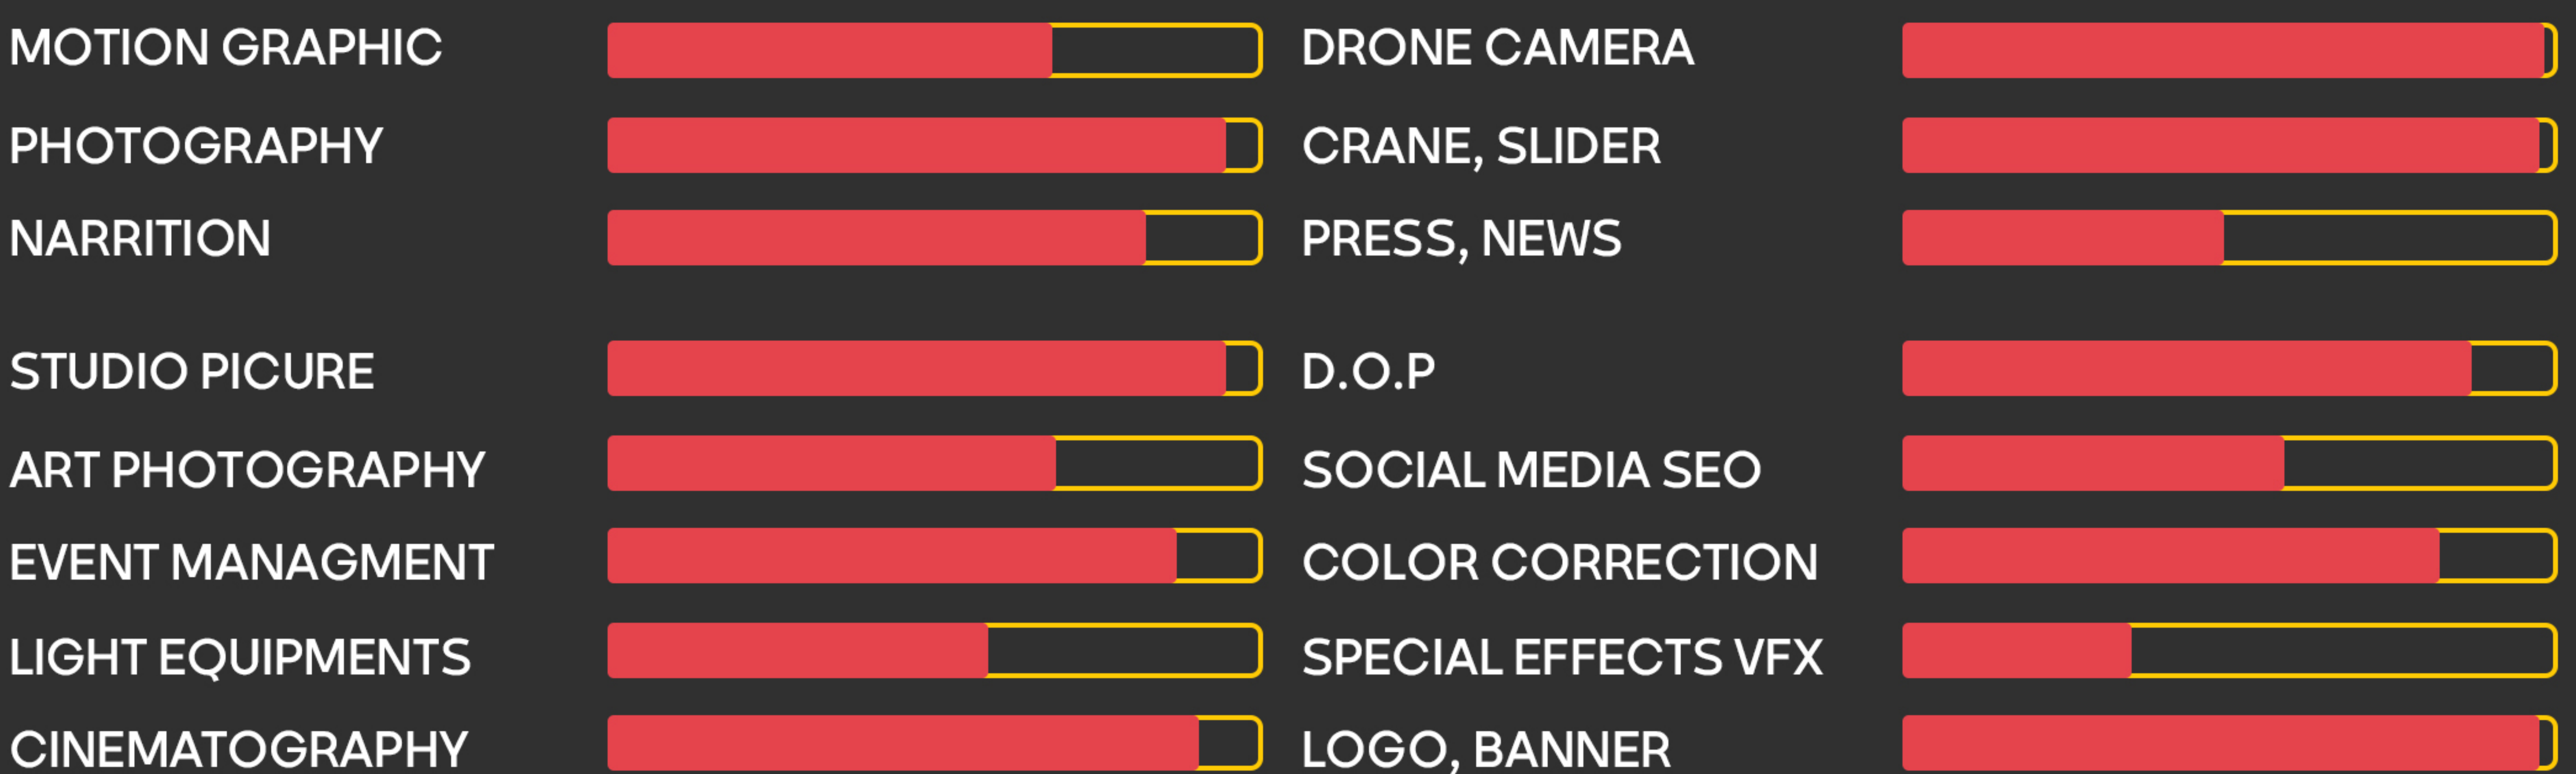 MOTION GRAPHIC
PHOTOGRAPHY
NARRITION
STUDIO PICURE
ART PHOTOGRAPHY
EVENT MANAGMENT
LIGHT EQUIPMENTS
CINEMATOGRAPHY
DRONE CAMERA
CRANE, SLIDER
PRESS, NEWS
D.O.P
SOCIAL MEDIA SEO
COLOR CORRECTION
SPECIAL EFFECTS VFX
LOGO, BANNER